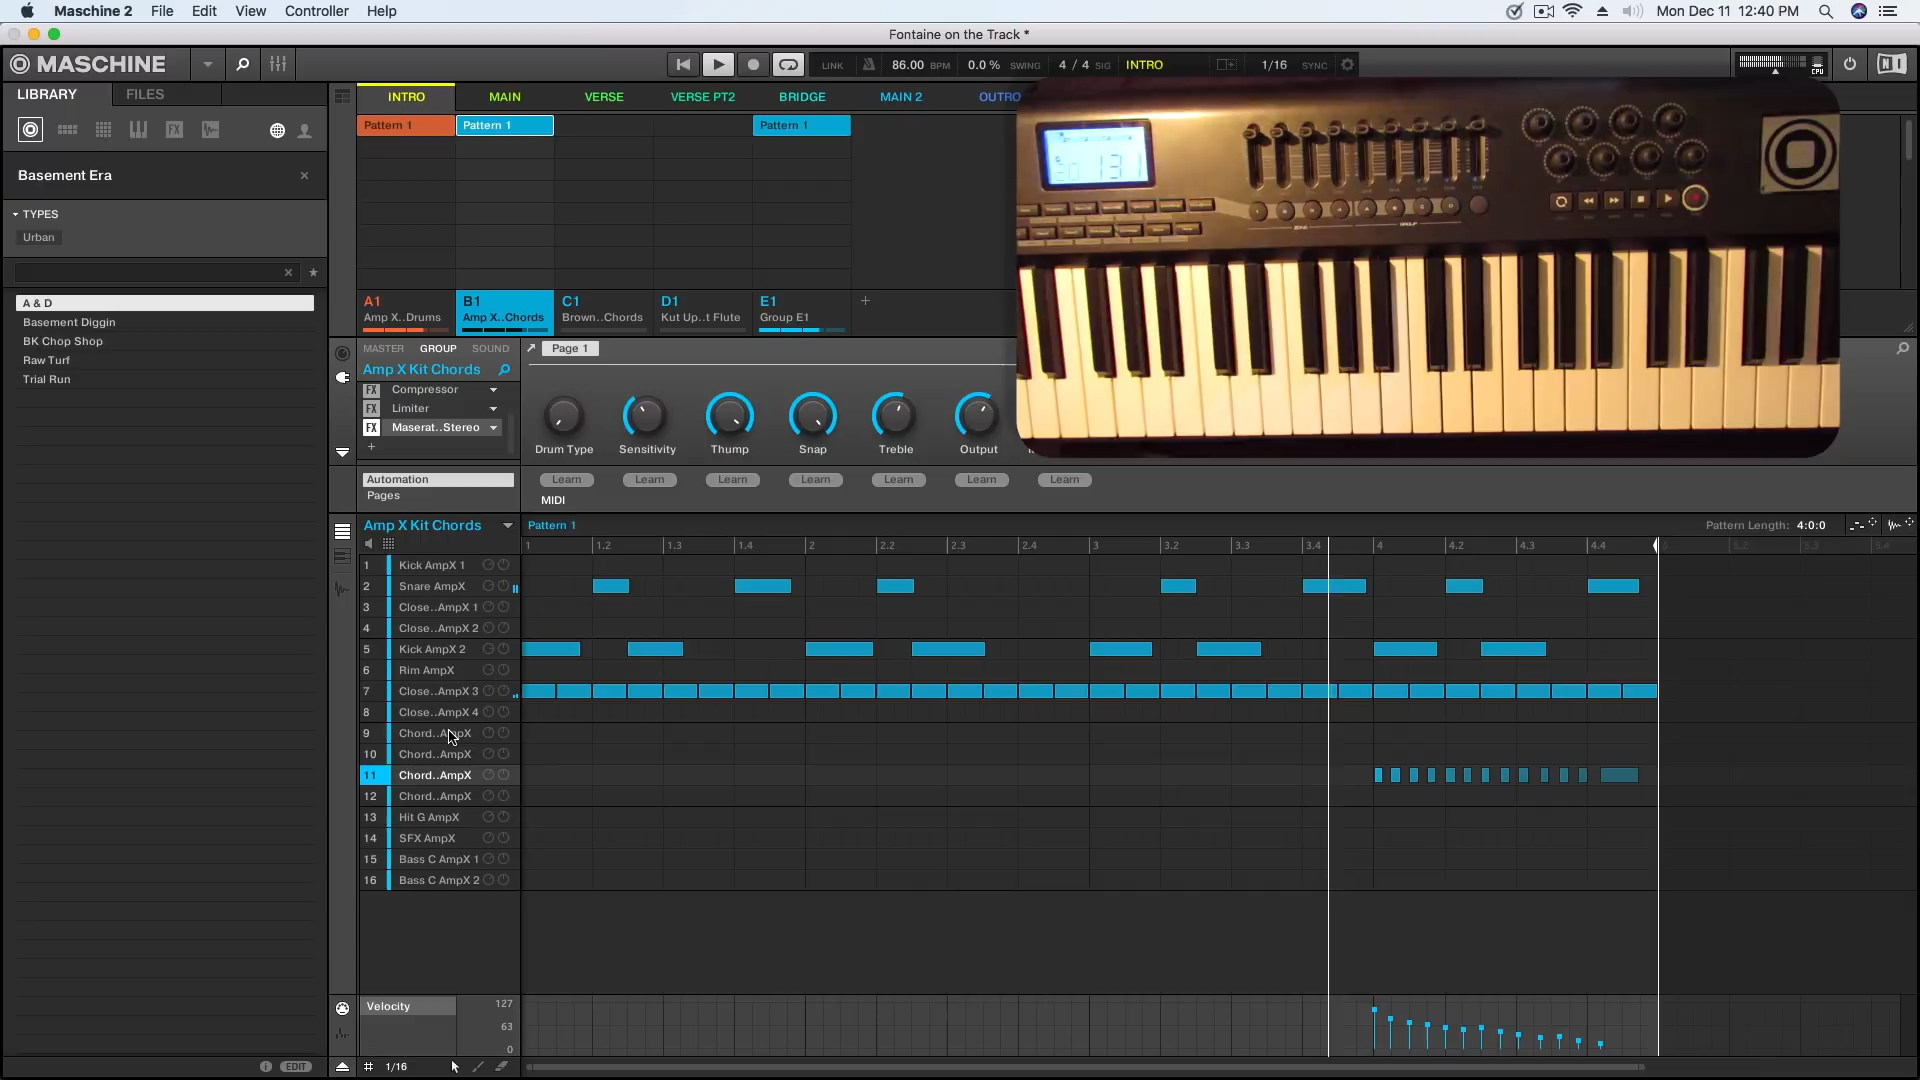 Maschine 2 File Edit View Controller Help Mon Dec 11 12:40 PM
Fontaine on the Track *
MASCHINE LINK 86.00 BPM 0.0 % SWING 4 / 4 SIG INTRO 1/16 SYNC CPU
LIBRARY FILES
INTRO MAIN VERSE VERSE PT2 BRIDGE MAIN 2 OUTRO
Pattern 1 Pattern 1 Pattern 1
Basement Era
TYPES
Urban
A & D
Basement Diggin
BK Chop Shop
Raw Turf
Trial Run
A1 B1 C1 D1 E1
Amp X..Drums Amp X..Chords Brown..Chords Kut Up..t Flute Group E1
MASTER GROUP SOUND Page 1
Amp X Kit Chords
FX Compressor
FX Limiter
FX Maserat..Stereo
Drum Type Sensitivity Thump Snap Treble Output
Automation Learn Learn Learn Learn Learn Learn Learn
Pages MIDI
Amp X Kit Chords Pattern 1 Pattern Length: 4:0:0
1 1.2 1.3 1.4 2 2.2 2.3 2.4 3 3.2 3.3 3.4 4 4.2 4.3 4.4 5.2 5.3 5.4
1 Kick AmpX 1
2 Snare AmpX
3 Close..AmpX 1
4 Close..AmpX 2
5 Kick AmpX 2
6 Rim AmpX
7 Close..AmpX 3
8 Close..AmpX 4
9 Chord..AmpX
10 Chord..AmpX
11 Chord..AmpX
12 Chord..AmpX
13 Hit G AmpX
14 SFX AmpX
15 Bass C AmpX 1
16 Bass C AmpX 2
Velocity 127
63
0
EDIT 1/16